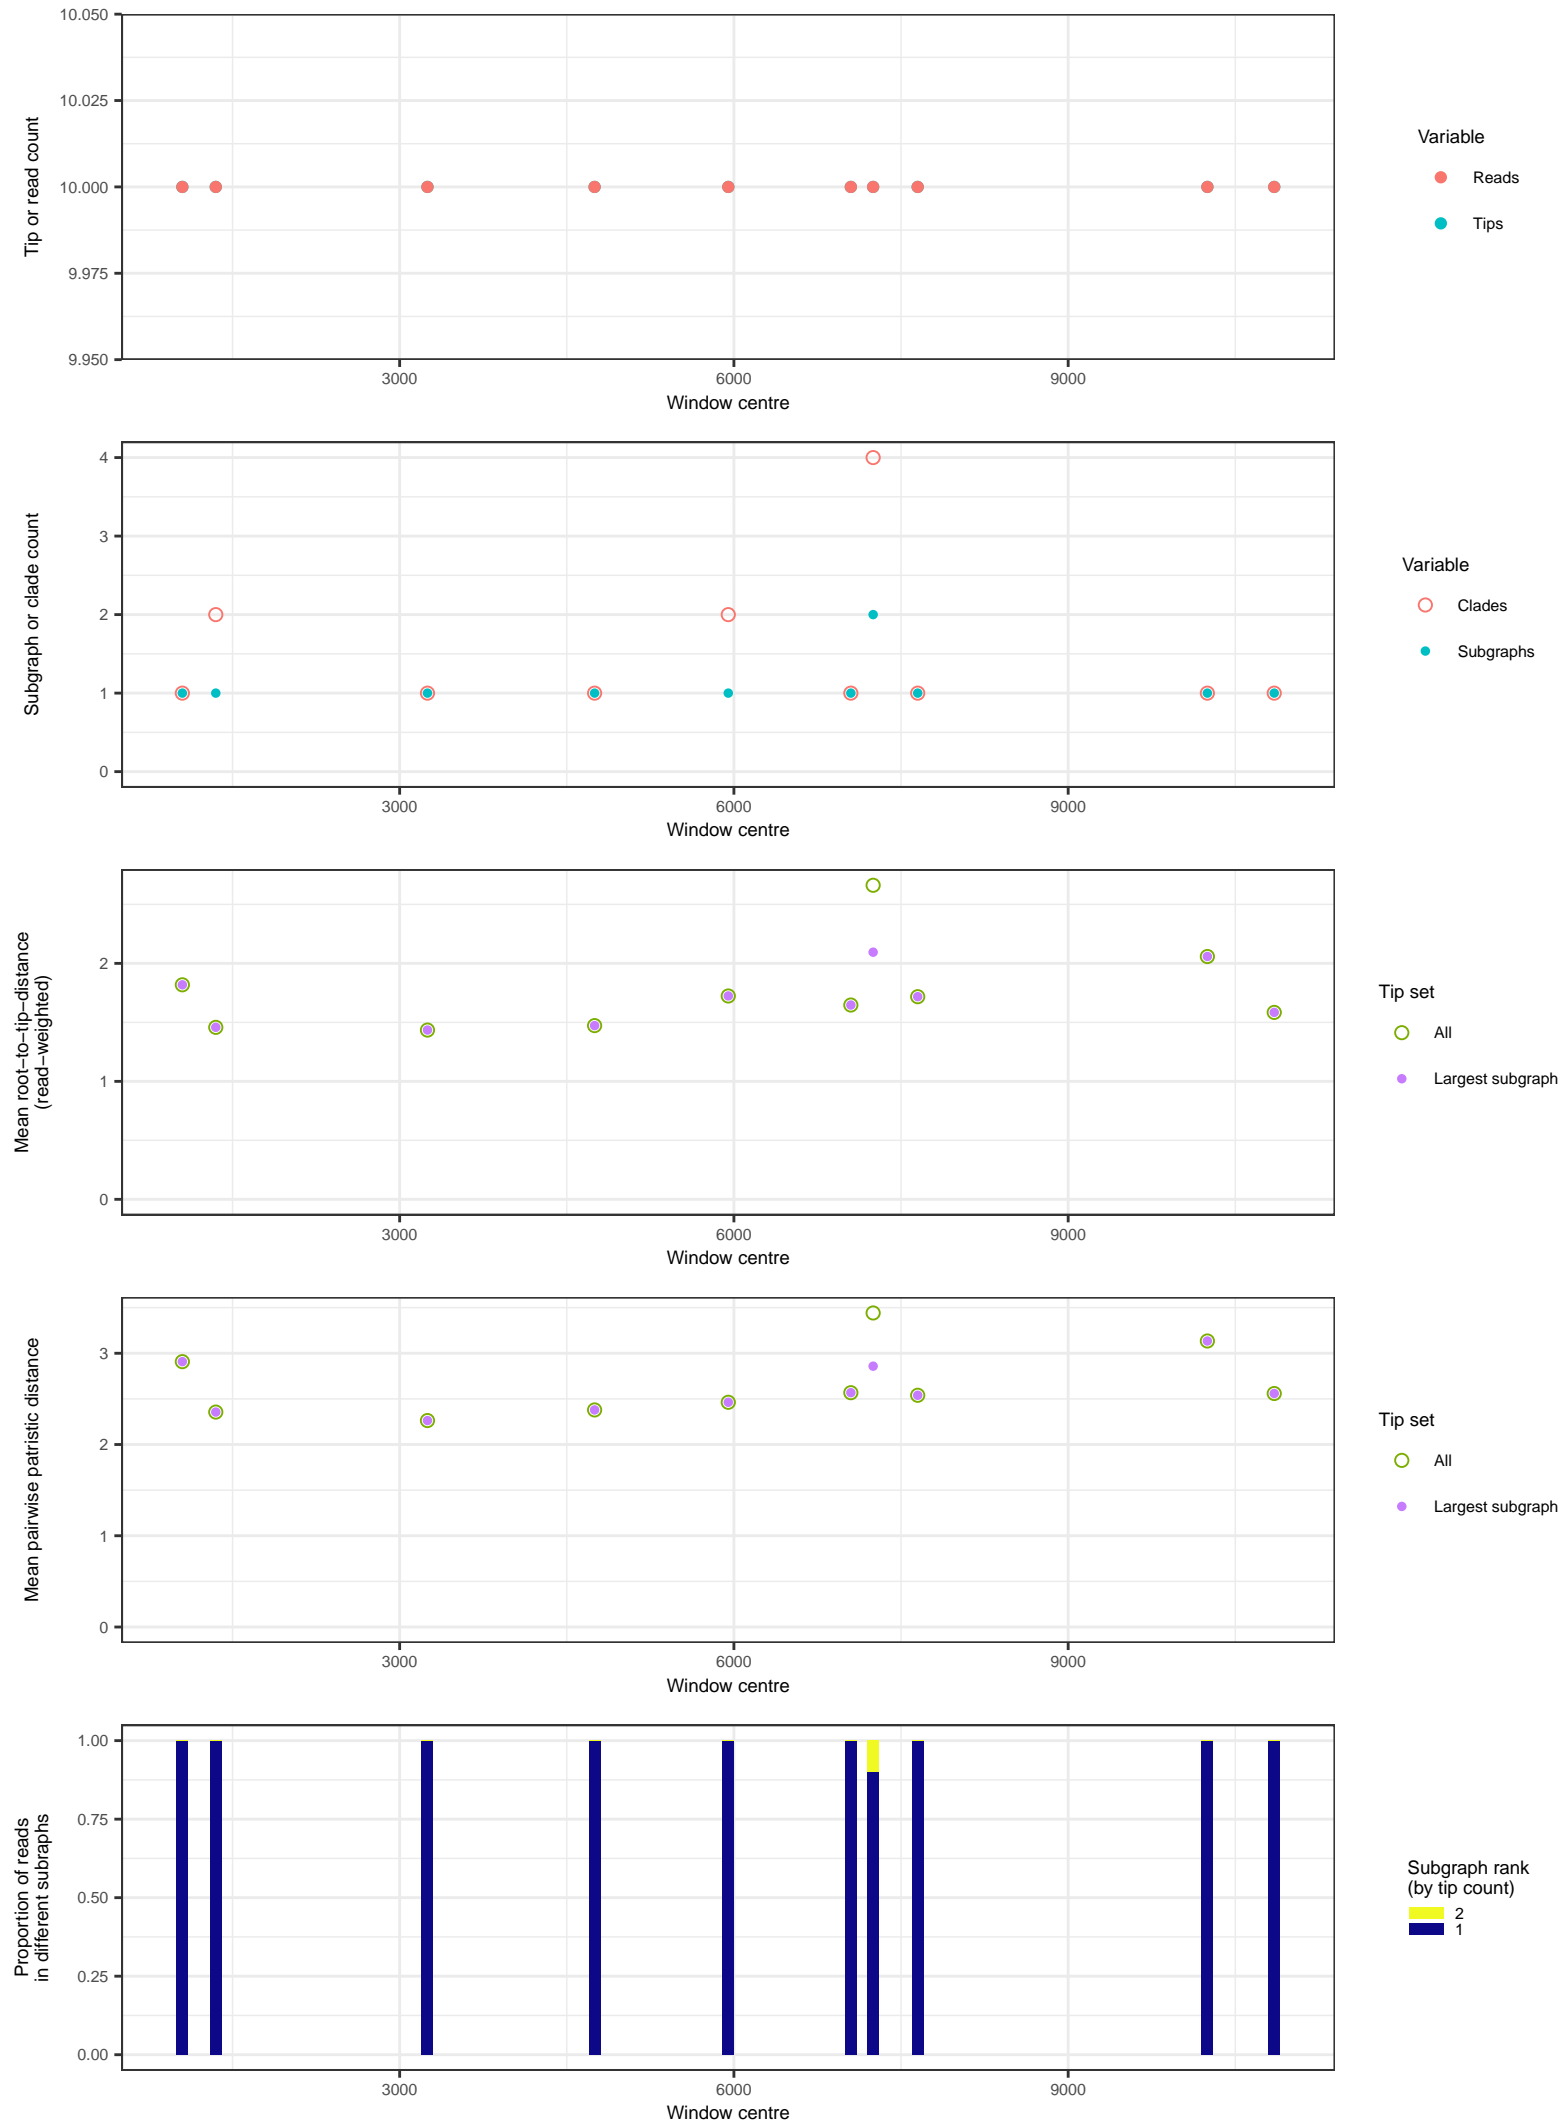 10.050
10.025
10.000
9.975
9.950
Tip or read count
3000
6000
9000
Window centre
Variable
Reads
Tips
4
3
2
1
0
Subgraph or clade count
3000
6000
9000
Window centre
Variable
Clades
Subgraphs
2
1
0
Mean root−to−tip−distance
(read−weighted)
3000
6000
9000
Window centre
Tip set
All
Largest subgraph
3
2
1
0
Mean pairwise patristic distance
3000
6000
9000
Window centre
Tip set
All
Largest subgraph
1.00
0.75
0.50
0.25
0.00
Proportion of reads
in different subraphs
3000
6000
9000
Window centre
Subgraph rank
(by tip count)
2
1